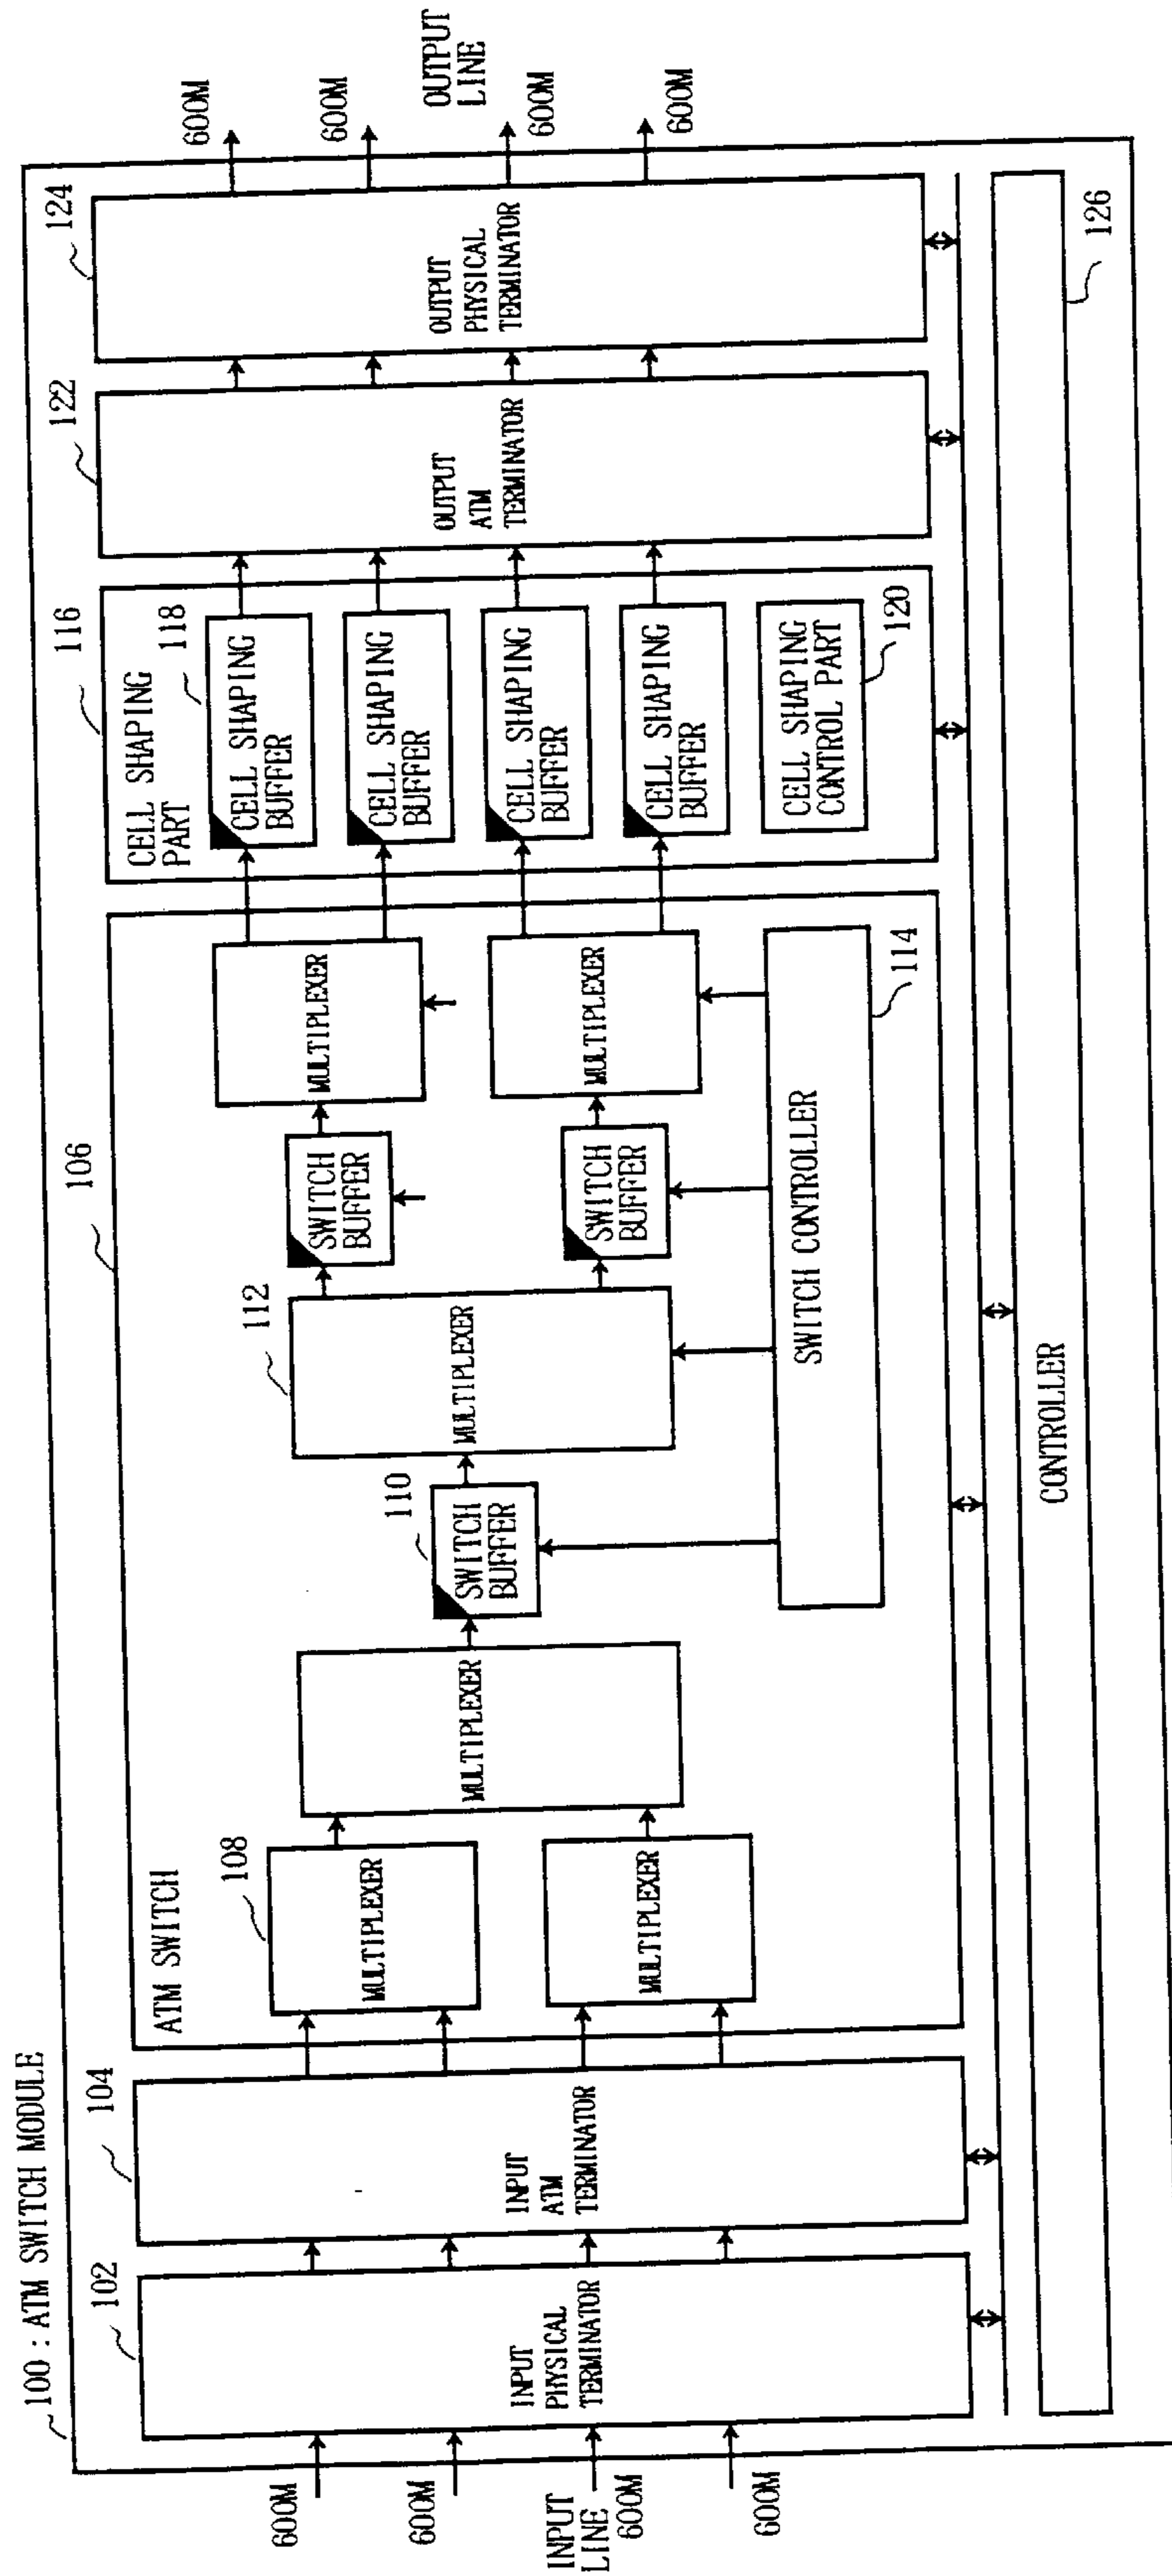 100 : ATM SWITCH MODULE
600M
600M
INPUT
LINE
600M
600M
102
INPUT
PHYSICAL
TERMINATOR
104
INPUT
ATM
TERMINATOR
106
ATM SWITCH
108
MULTIPLEXER
MULTIPLEXER
MULTIPLEXER
110
SWITCH
BUFFER
112
MULTIPLEXER
SWITCH
BUFFER
SWITCH
BUFFER
MULTIPLEXER
MULTIPLEXER
SWITCH CONTROLLER
114
116
CELL SHAPING
PART
118
CELL SHAPING
BUFFER
CELL SHAPING
BUFFER
CELL SHAPING
BUFFER
CELL SHAPING
BUFFER
CELL SHAPING
CONTROL PART
120
122
OUTPUT
ATM
TERMINATOR
124
OUTPUT
PHYSICAL
TERMINATOR
600M
600M
OUTPUT
LINE
600M
600M
CONTROLLER
126